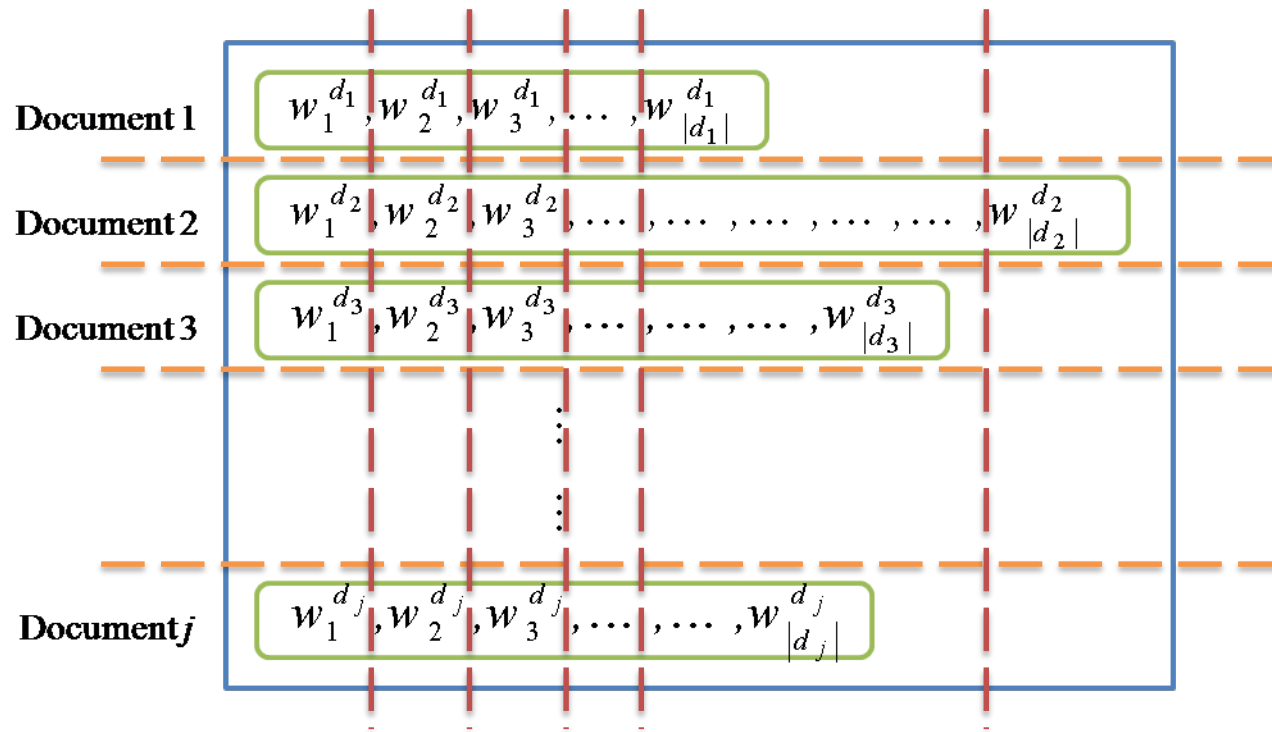 Document 1 w_1^{d_1}, w_2^{d_1}, w_3^{d_1}, ..., w_{|d_1|}^{d_1}
Document 2 w_1^{d_2}, w_2^{d_2}, w_3^{d_2}, ..., ..., ..., ..., ..., w_{|d_2|}^{d_2}
Document 3 w_1^{d_3}, w_2^{d_3}, w_3^{d_3}, ..., ..., ..., w_{|d_3|}^{d_3}
⋮
⋮
Document j w_1^{d_j}, w_2^{d_j}, w_3^{d_j}, ..., ..., w_{|d_j|}^{d_j}